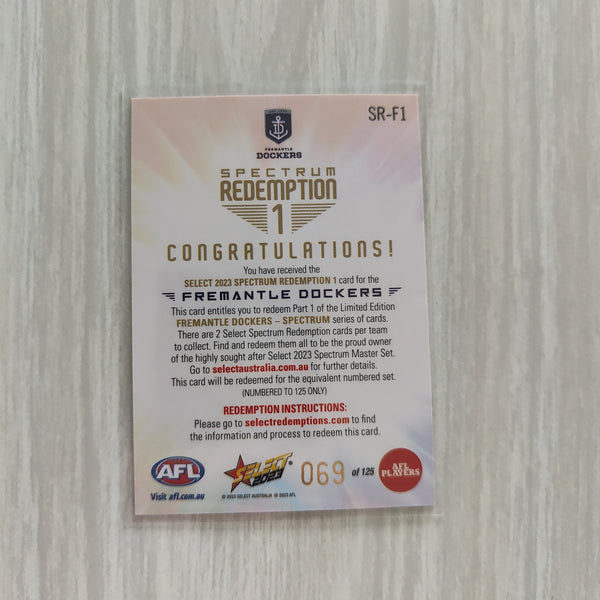 SR-F1
FREMANTLE
DOCKERS
SPECTRUM
REDEMPTION
1
CONGRATULATIONS!
You have received the
SELECT 2023 SPECTRUM REDEMPTION 1 card for the
FREMANTLE DOCKERS
This card entitles you to redeem Part 1 of the Limited Edition
FREMANTLE DOCKERS – SPECTRUM series of cards.
There are 2 Select Spectrum Redemption cards per team
to collect. Find and redeem them all to be the proud owner
of the highly sought after Select 2023 Spectrum Master Set.
Go to selectaustralia.com.au for further details.
This card will be redeemed for the equivalent numbered set.
(NUMBERED TO 125 ONLY)
REDEMPTION INSTRUCTIONS:
Please go to selectredemptions.com to find
the information and process to redeem this card.
AFL
Visit afl.com.au
SELECT
2023
© 2023 SELECT AUSTRALIA © 2023 AFL
069 of 125
AFL
PLAYERS